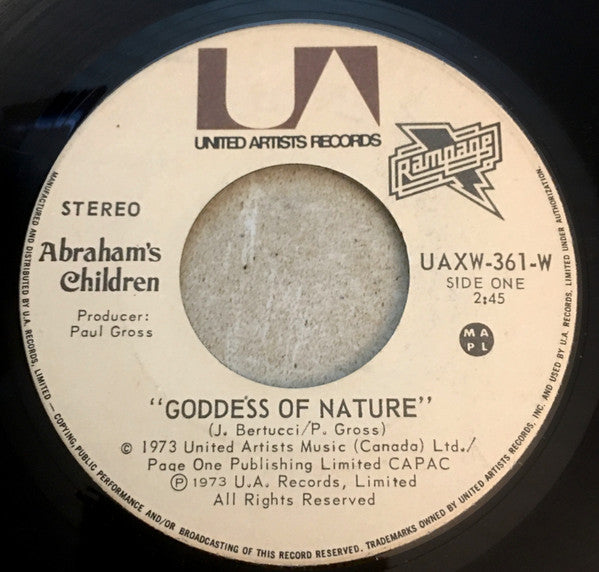 UA
UNITED ARTISTS RECORDS
Rampage
STEREO
Abraham's
Children
Producer:
Paul Gross
UAXW-361-W
SIDE ONE
2:45
M A
P L
"GODDESS OF NATURE"
(J. Bertucci/P. Gross)
© 1973 United Artists Music (Canada) Ltd./
Page One Publishing Limited CAPAC
℗ 1973 U.A. Records, Limited
All Rights Reserved
MANUFACTURED AND DISTRIBUTED BY U.A. RECORDS, LIMITED — COPYING, PUBLIC PERFORMANCE AND/OR BROADCASTING OF THIS RECORD RESERVED. TRADEMARKS OWNED BY UNITED ARTISTS RECORDS, INC. AND USED BY U.A. RECORDS, LIMITED UNDER AUTHORIZATION.